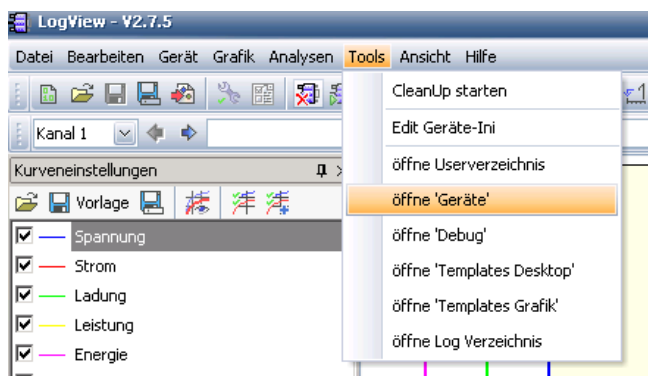 LogView - V2.7.5
Datei Bearbeiten Gerät Grafik Analysen Tools Ansicht Hilfe
CleanUp starten
Edit Geräte-Ini
öffne Userverzeichnis
öffne 'Geräte'
öffne 'Debug'
öffne 'Templates Desktop'
öffne 'Templates Grafik'
öffne Log Verzeichnis
1
Kanal 1
Kurveneinstellungen
Vorlage
Spannung
Strom
Ladung
Leistung
Energie